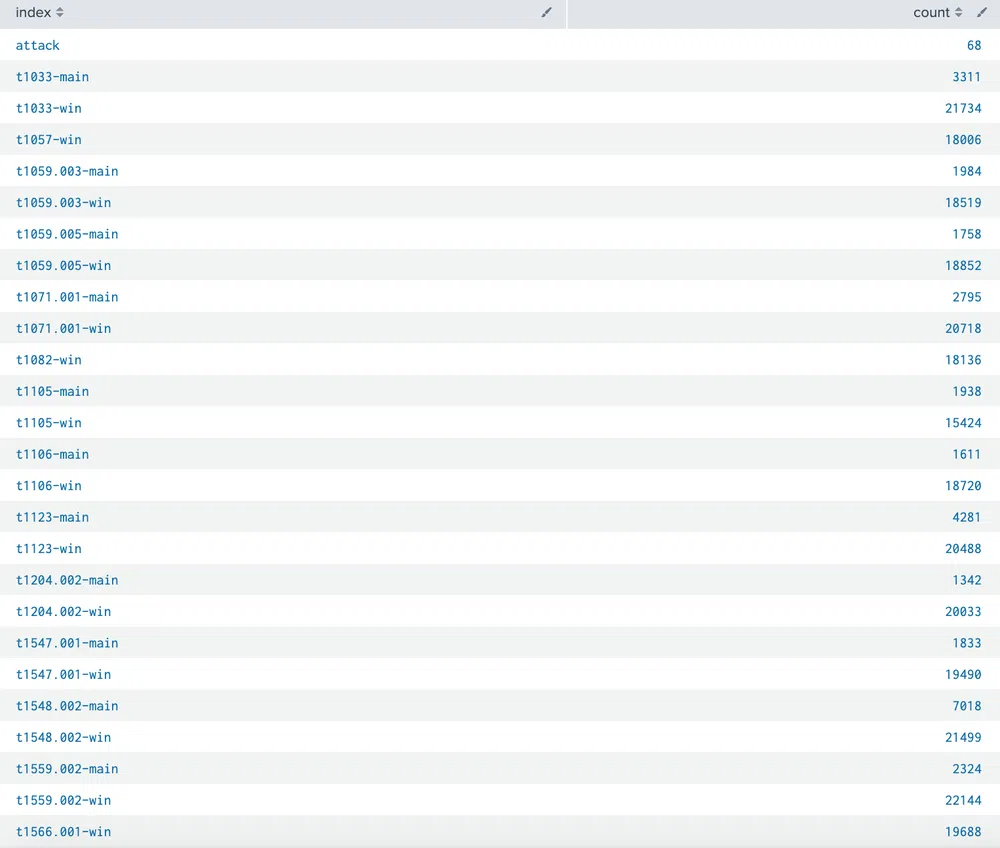 index count
attack 68
t1033-main 3311
t1033-win 21734
t1057-win 18006
t1059.003-main 1984
t1059.003-win 18519
t1059.005-main 1758
t1059.005-win 18852
t1071.001-main 2795
t1071.001-win 20718
t1082-win 18136
t1105-main 1938
t1105-win 15424
t1106-main 1611
t1106-win 18720
t1123-main 4281
t1123-win 20488
t1204.002-main 1342
t1204.002-win 20033
t1547.001-main 1833
t1547.001-win 19490
t1548.002-main 7018
t1548.002-win 21499
t1559.002-main 2324
t1559.002-win 22144
t1566.001-win 19688